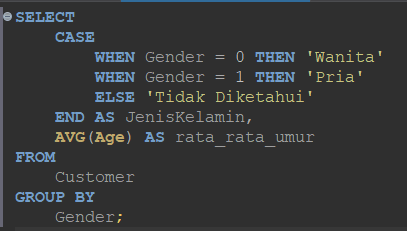 SELECT
CASE
WHEN Gender = 0 THEN 'Wanita'
WHEN Gender = 1 THEN 'Pria'
ELSE 'Tidak Diketahui'
END AS JenisKelamin,
AVG(Age) AS rata_rata_umur
FROM
Customer
GROUP BY
Gender;